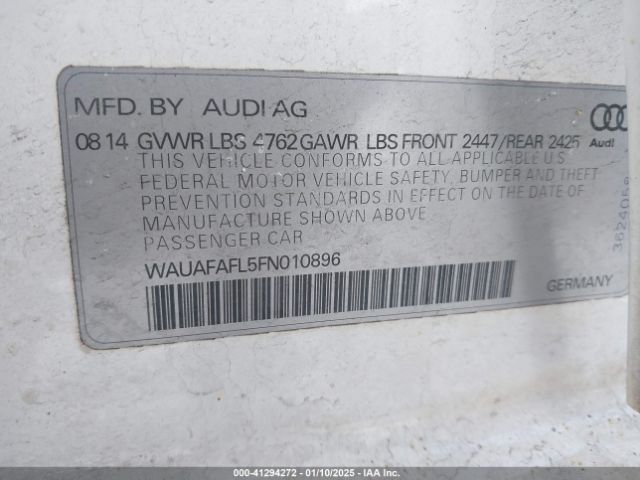 MFD. BY AUDI AG
08 14 GVWR LBS 4762 GAWR LBS FRONT 2447/REAR 2425
Audi
THIS VEHICLE CONFORMS TO ALL APPLICABLE U.S.
FEDERAL MOTOR VEHICLE SAFETY, BUMPER AND THEFT
PREVENTION STANDARDS IN EFFECT ON THE DATE OF
MANUFACTURE SHOWN ABOVE
PASSENGER CAR
WAUAFAFL5FN010896
GERMANY
000-41294272 — 01/10/2025 — IAA Inc.